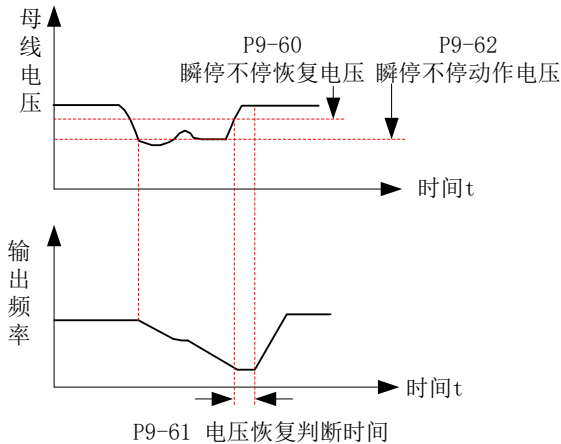 母线电压
P9-60
瞬停不停恢复电压
P9-62
瞬停不停动作电压
时间t
输出频率
时间t
P9-61 电压恢复判断时间